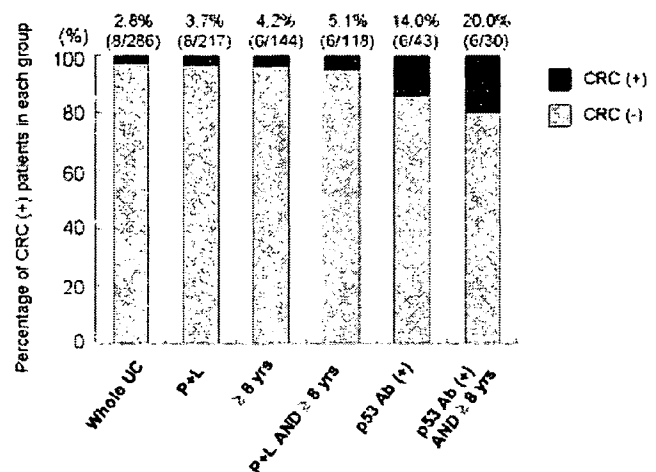 2.8% 3.7% 4.2% 5.1% 14.0% 20.0%
(%) (8/286) (8/217) (6/144) (6/118) (6/43) (6/30)
100
80
60
40
20
0
Percentage of CRC (+) patients in each group
CRC (+)
CRC (-)
Whole UC
P+L
≥ 8 yrs
P+L AND ≥ 8 yrs
p53 Ab (+)
p53 Ab (+)
AND ≥ 8 yrs